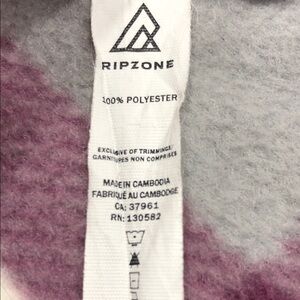 RIPZONE
100% POLYESTER
EXCLUSIVE OF TRIMMINGS/
GARNITURES NON COMPRISES
MADE IN CAMBODIA
FABRIQUÉ AU CAMBODGE
CA: 37961
RN: 130582